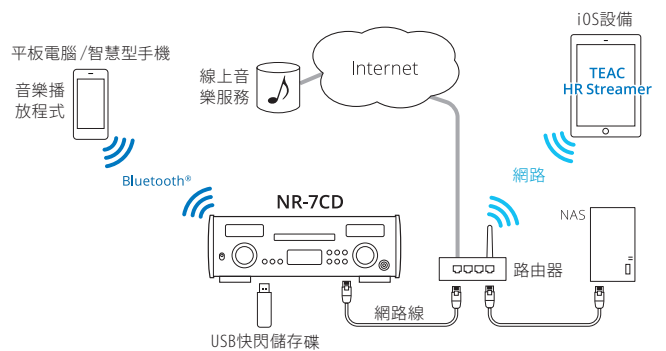 iOS設備
平板電腦/智慧型手機
音樂播
放程式
線上音
樂服務
Internet
TEAC
HR Streamer
Bluetooth®
網路
NR-7CD
NAS
路由器
網路線
USB快閃儲存碟